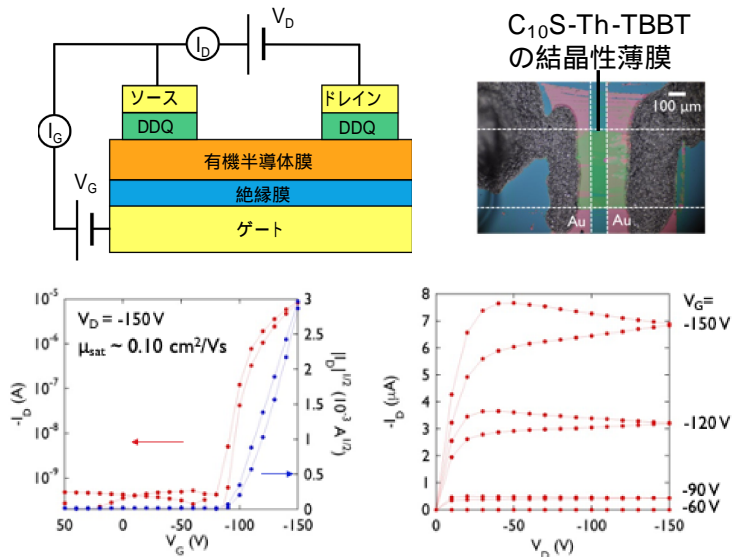 V_D
I_D
ソース
ドレイン
DDQ
DDQ
I_G
有機半導体膜
V_G
絶縁膜
ゲート
C₁₀S-Th-TBBT
の結晶性薄膜
100 μm
Au
Au
10⁻⁵
10⁻⁶
10⁻⁷
10⁻⁸
10⁻⁹
-I_D (A)
V_D = -150 V
μ_sat ~ 0.10 cm²/Vs
3
2
1
0.5
0
|I_D|^1/2 (10⁻³ A^1/2)
50
0
-50
-100
-150
V_G (V)
8
7
6
5
4
3
2
1
0
-I_D (μA)
V_G=
-150 V
-120 V
-90 V
-60 V
0
-50
-100
-150
V_D (V)